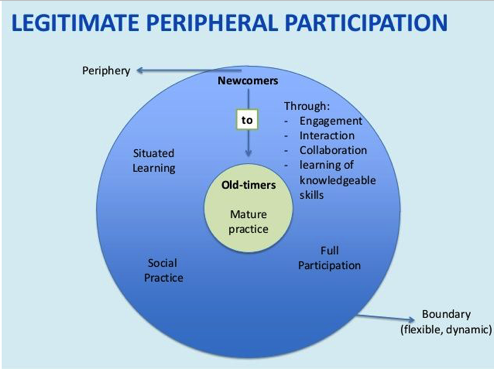 LEGITIMATE PERIPHERAL PARTICIPATION
Periphery
Newcomers
to
Through:
- Engagement
- Interaction
- Collaboration
- learning of
knowledgeable
skills
Situated
Learning
Old-timers
Mature
practice
Social
Practice
Full
Participation
Boundary
(flexible, dynamic)